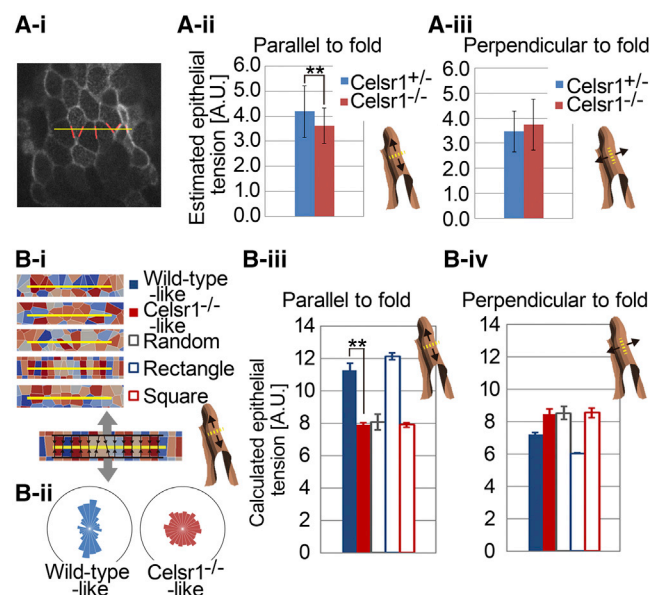 A-i
A-ii
A-iii
Parallel to fold
Perpendicular to fold
Estimated epithelial
tension [A.U.]
6.0
5.0
4.0
3.0
2.0
1.0
0.0
**
Celsr1+/-
Celsr1-/-
6.0
5.0
4.0
3.0
2.0
1.0
0.0
Celsr1+/-
Celsr1-/-
B-i
Wild-type
-like
Celsr1-/-
-like
Random
Rectangle
Square
B-ii
Wild-type
-like
Celsr1-/-
-like
B-iii
Parallel to fold
Calculated epithelial
tension [A.U.]
14
12
10
8
6
4
2
0
**
B-iv
Perpendicular to fold
14
12
10
8
6
4
2
0